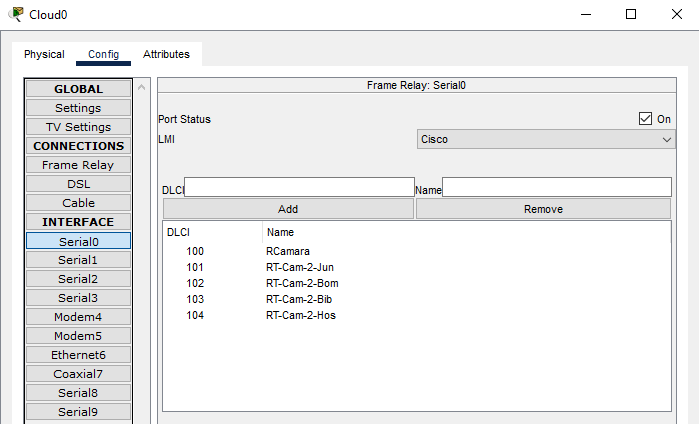 Cloud0
Physical Config Attributes
GLOBAL
Settings
TV Settings
CONNECTIONS
Frame Relay
DSL
Cable
INTERFACE
Serial0
Serial1
Serial2
Serial3
Modem4
Modem5
Ethernet6
Coaxial7
Serial8
Serial9
Frame Relay: Serial0
Port Status On
LMI Cisco
DLCI Name
Add Remove
DLCI Name
100 RCamara
101 RT-Cam-2-Jun
102 RT-Cam-2-Bom
103 RT-Cam-2-Bib
104 RT-Cam-2-Hos